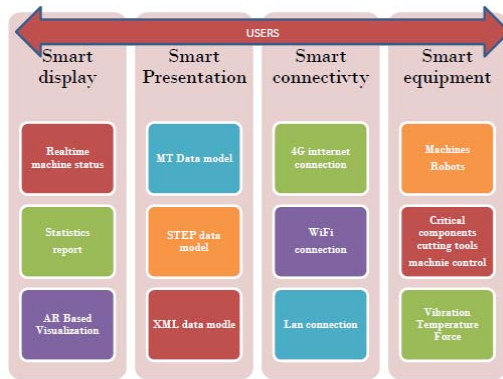 USERS
Smart
display
Realtime
machine status
Statistics
report
AR Based
Visualization
Smart
Presentation
MT Data model
STEP data
model
XML data modle
Smart
connectivty
4G intternet
connection
WiFi
connection
Lan connection
Smart
equipment
Machines
Robots
Critical
components
cutting tools
machnie control
Vibration
Temperature
Force